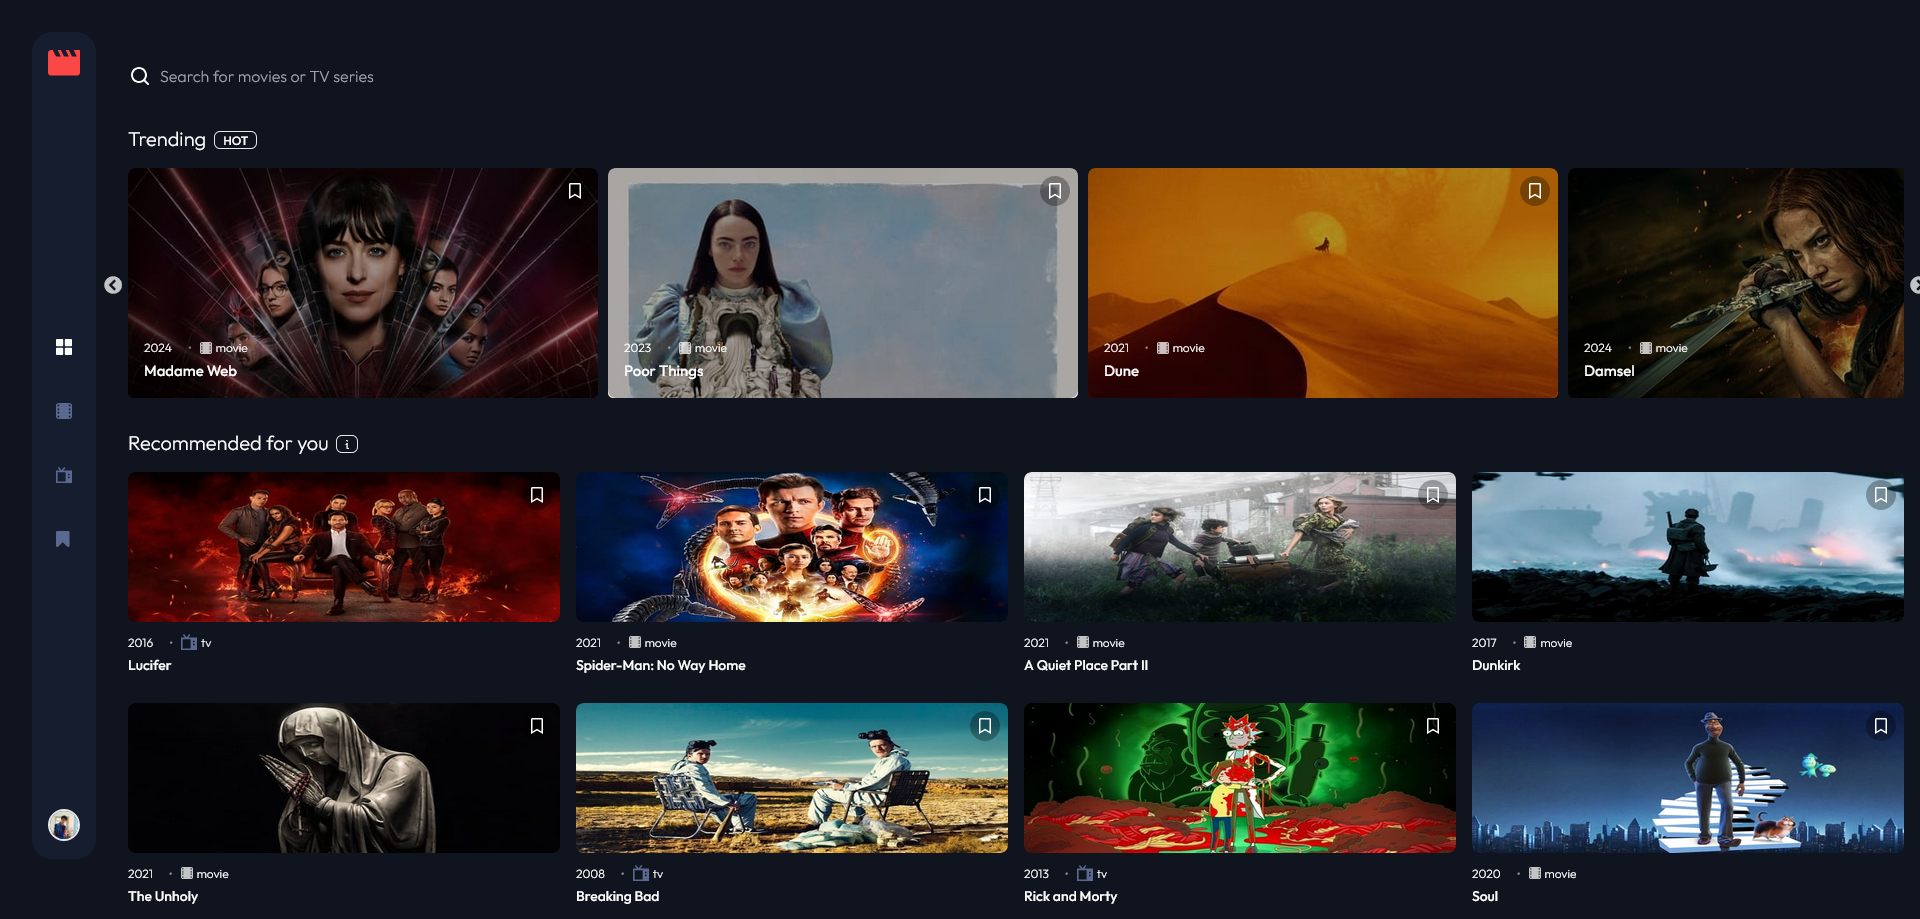 Search for movies or TV series
Trending HOT
2024 · movie
Madame Web
2023 · movie
Poor Things
2021 · movie
Dune
2024 · movie
Damsel
Recommended for you i
2016 · tv
Lucifer
2021 · movie
Spider-Man: No Way Home
2021 · movie
A Quiet Place Part II
2017 · movie
Dunkirk
2021 · movie
The Unholy
2008 · tv
Breaking Bad
2013 · tv
Rick and Morty
2020 · movie
Soul